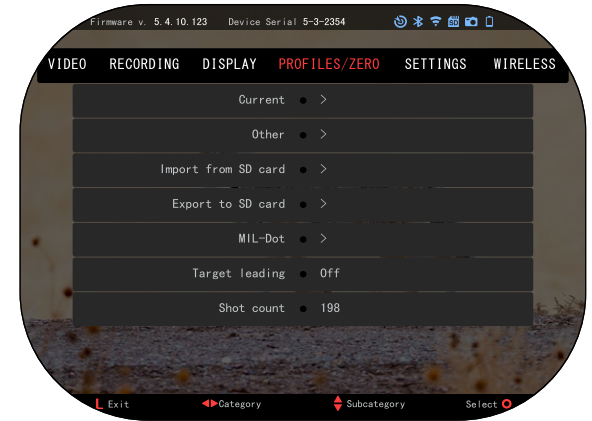 Firmware v. 5.4.10.123 Device Serial 5-3-2354
VIDEO RECORDING DISPLAY PROFILES/ZERO SETTINGS WIRELESS
Current ● >
Other ● >
Import from SD card ● >
Export to SD card ● >
MIL-Dot ● >
Target leading ● Off
Shot count ● 198
L Exit ◀▶Category ▲▼ Subcategory Select O